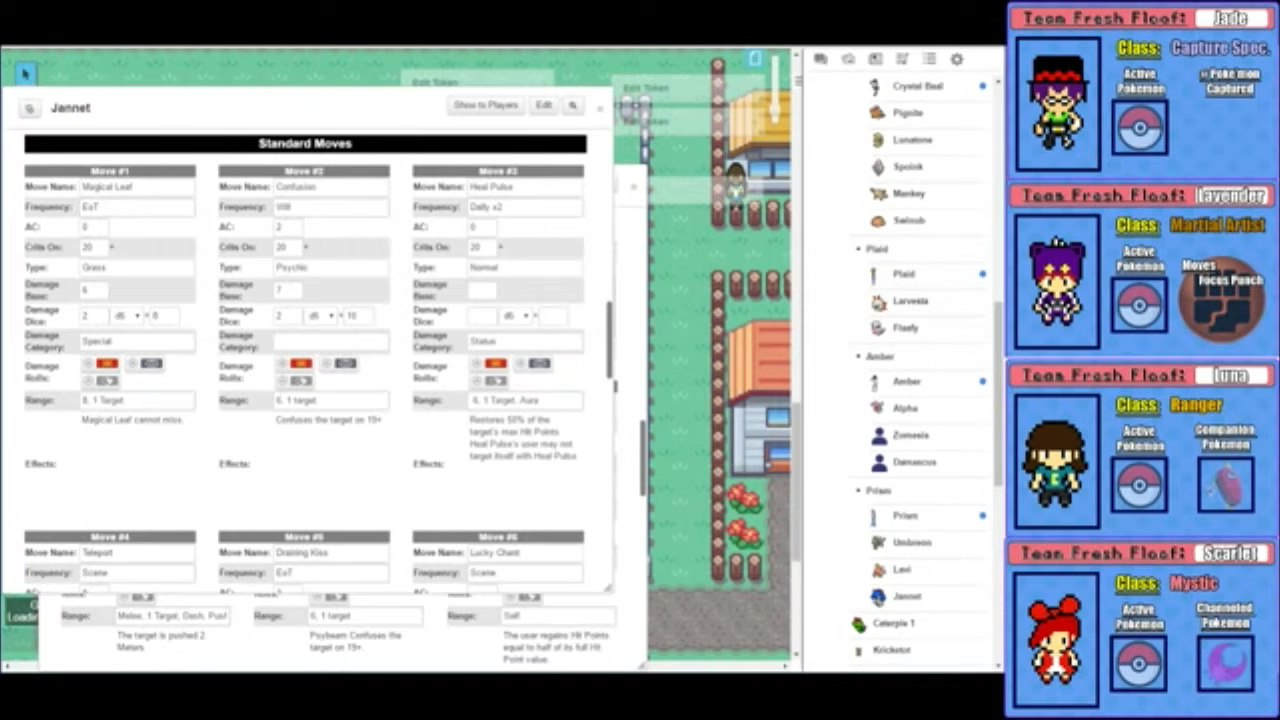 Edit Token
Edit Token
Jannet
Show to Players
Edit
Standard Moves
Move #1
Move Name: Magical Leaf
Frequency: EoT
AC: 0
Crits On: 20 +
Type: Grass
Damage Base: 6
Damage Dice: 2 d6 + 8
Damage Category: Special
Damage Rolls:
Range: 8, 1 Target
Magical Leaf cannot miss.
Effects:
Move #2
Move Name: Confusion
Frequency: Will
AC: 2
Crits On: 20 +
Type: Psychic
Damage Base: 7
Damage Dice: 2 d6 + 10
Damage Category:
Damage Rolls:
Range: 6, 1 target
Confuses the target on 19+
Effects:
Move #3
Move Name: Heal Pulse
Frequency: Daily x2
AC: 0
Crits On: 20 +
Type: Normal
Damage Base:
Damage Dice: d6 +
Damage Category: Status
Damage Rolls:
Range: 6, 1 Target, Aura
Restores 50% of the
target's max Hit Points
Heal Pulse's user may not
target itself with Heal Pulse
Effects:
Move #4
Move Name: Teleport
Frequency: Scene
Move #5
Move Name: Draining Kiss
Frequency: EoT
Move #6
Move Name: Lucky Chant
Frequency: Scene
Range: Melee, 1 Target, Dash, Push
The target is pushed 2
Meters
Range: 6, 1 target
Psybeam Confuses the
target on 19+
Range: Self
The user regains Hit Points
equal to half of its full Hit
Point value.
Crystal Beal
Pignite
Lunatone
Spoink
Mankey
Swloub
Plaid
Plaid
Larvesta
Flaafy
Amber
Amber
Alpha
Zomesis
Damascus
Prism
Prism
Umbreon
Levi
Jannet
Caterpie 1
Kricketot
Team Fresh Floof: Jade
Class: Capture Spec.
Active
Pokemon
# Pokemon
Captured
Team Fresh Floof: Lavender
Class: Martial Artist
Active
Pokemon
Moves
Focus Punch
Team Fresh Floof: Luna
Class: Ranger
Active
Pokemon
Companion
Pokemon
Team Fresh Floof: Scarlet
Class: Mystic
Active
Pokemon
Channeled
Pokemon